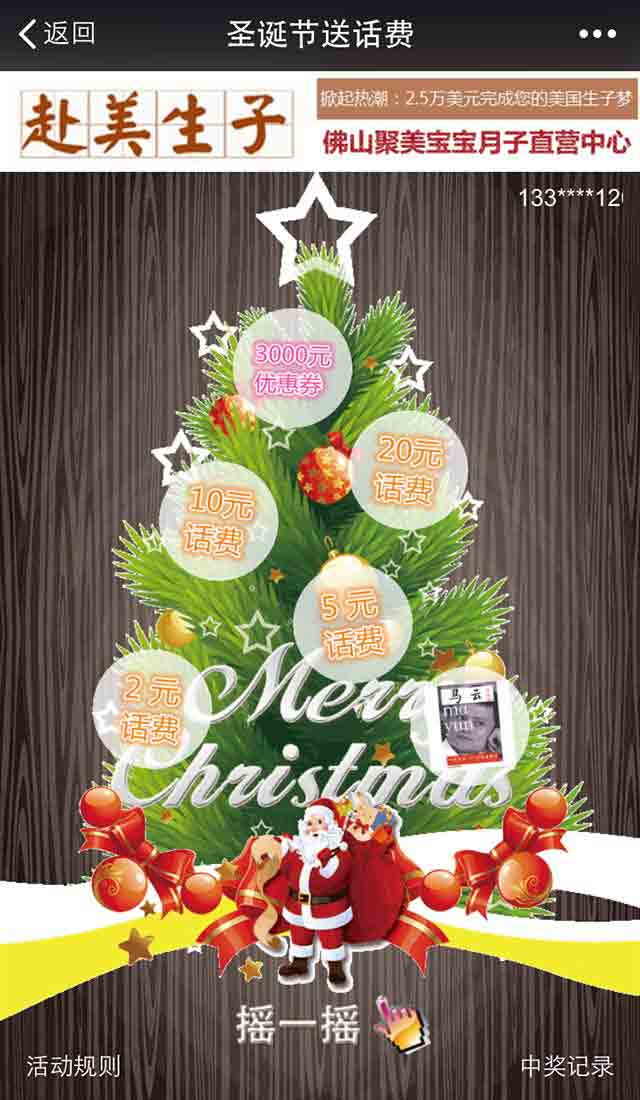 返回
圣诞节送话费
赴美生子
掀起热潮：2.5万美元完成您的美国生子梦
佛山聚美宝宝月子直营中心
133****12
3000元
优惠券
20元
话费
10元
话费
5元
话费
2元
话费
马云
ma
yun
Merry
Christmas
摇一摇
活动规则
中奖记录